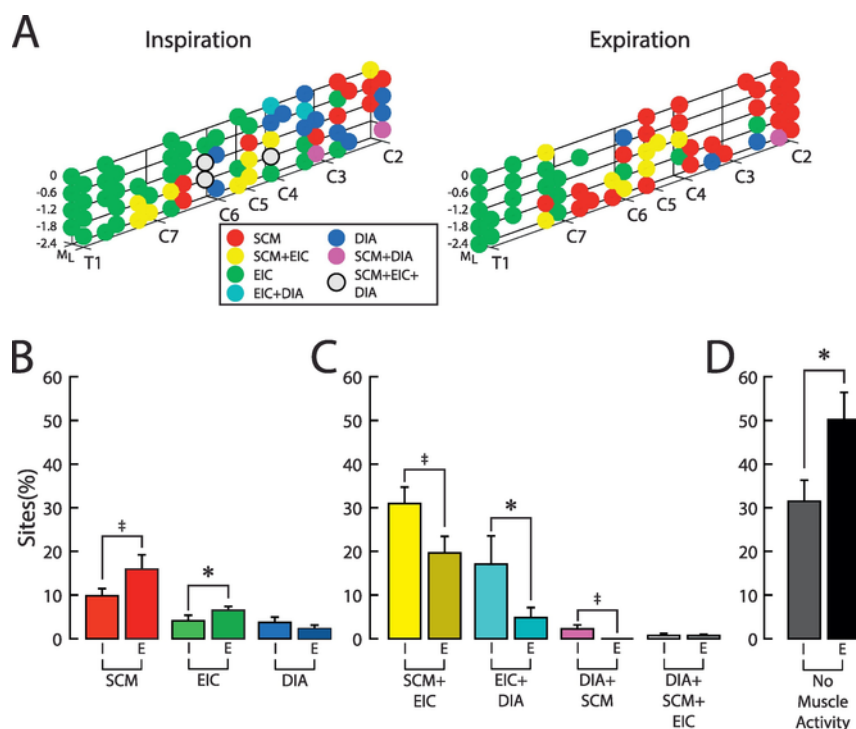 A
Inspiration
Expiration
0
-0.6
-1.2
-1.8
-2.4
M L
T1
C7
C6
C5
C4
C3
C2
0
-0.6
-1.2
-1.8
-2.4
M L
T1
C7
C6
C5
C4
C3
C2
SCM
DIA
SCM+EIC
SCM+DIA
EIC
SCM+EIC+
EIC+DIA
DIA
B
C
D
Sites(%)
60
50
40
30
20
10
0
‡
*
I E I E I E
SCM EIC DIA
60
50
40
30
20
10
0
‡
*
‡
I E I E I E I E
SCM+ EIC+ DIA+ DIA+
EIC DIA SCM SCM+
EIC
60
50
40
30
20
10
0
*
I E
No
Muscle
Activity